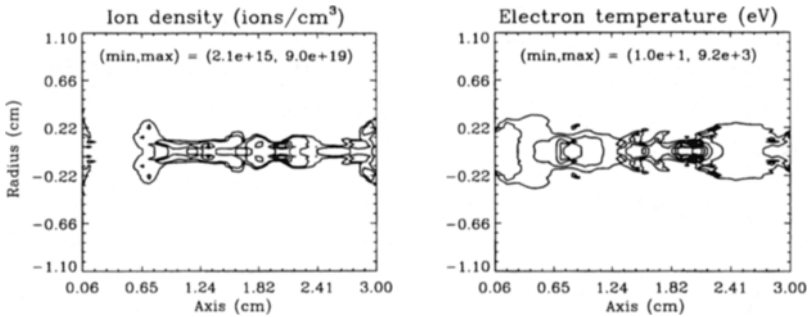 Ion density (ions/cm³)
(min,max) = (2.1e+15, 9.0e+19)
Radius (cm)
1.10
0.66
0.22
-0.22
-0.66
-1.10
0.06 0.65 1.24 1.82 2.41 3.00
Axis (cm)
Electron temperature (eV)
(min,max) = (1.0e+1, 9.2e+3)
1.10
0.66
0.22
-0.22
-0.66
-1.10
0.06 0.65 1.24 1.82 2.41 3.00
Axis (cm)